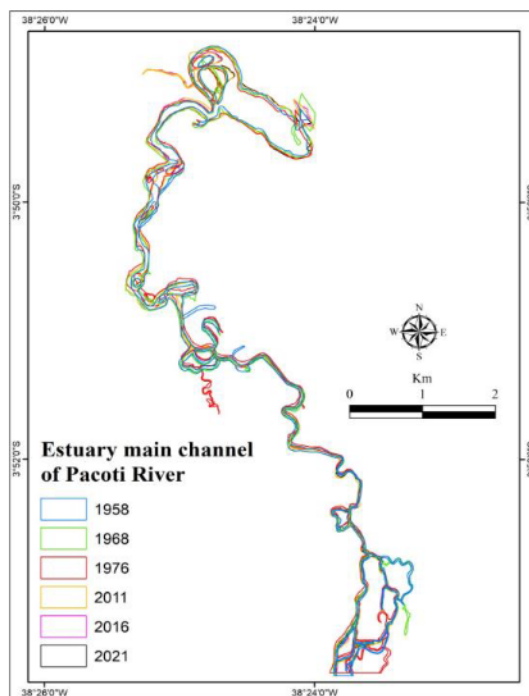 38°26'0"W 38°24'0"W
3°50'0"S
N
W E
S
Km
0 1 2
3°52'0"S
Estuary main channel
of Pacoti River
1958
1968
1976
2011
2016
2021
38°26'0"W 38°24'0"W